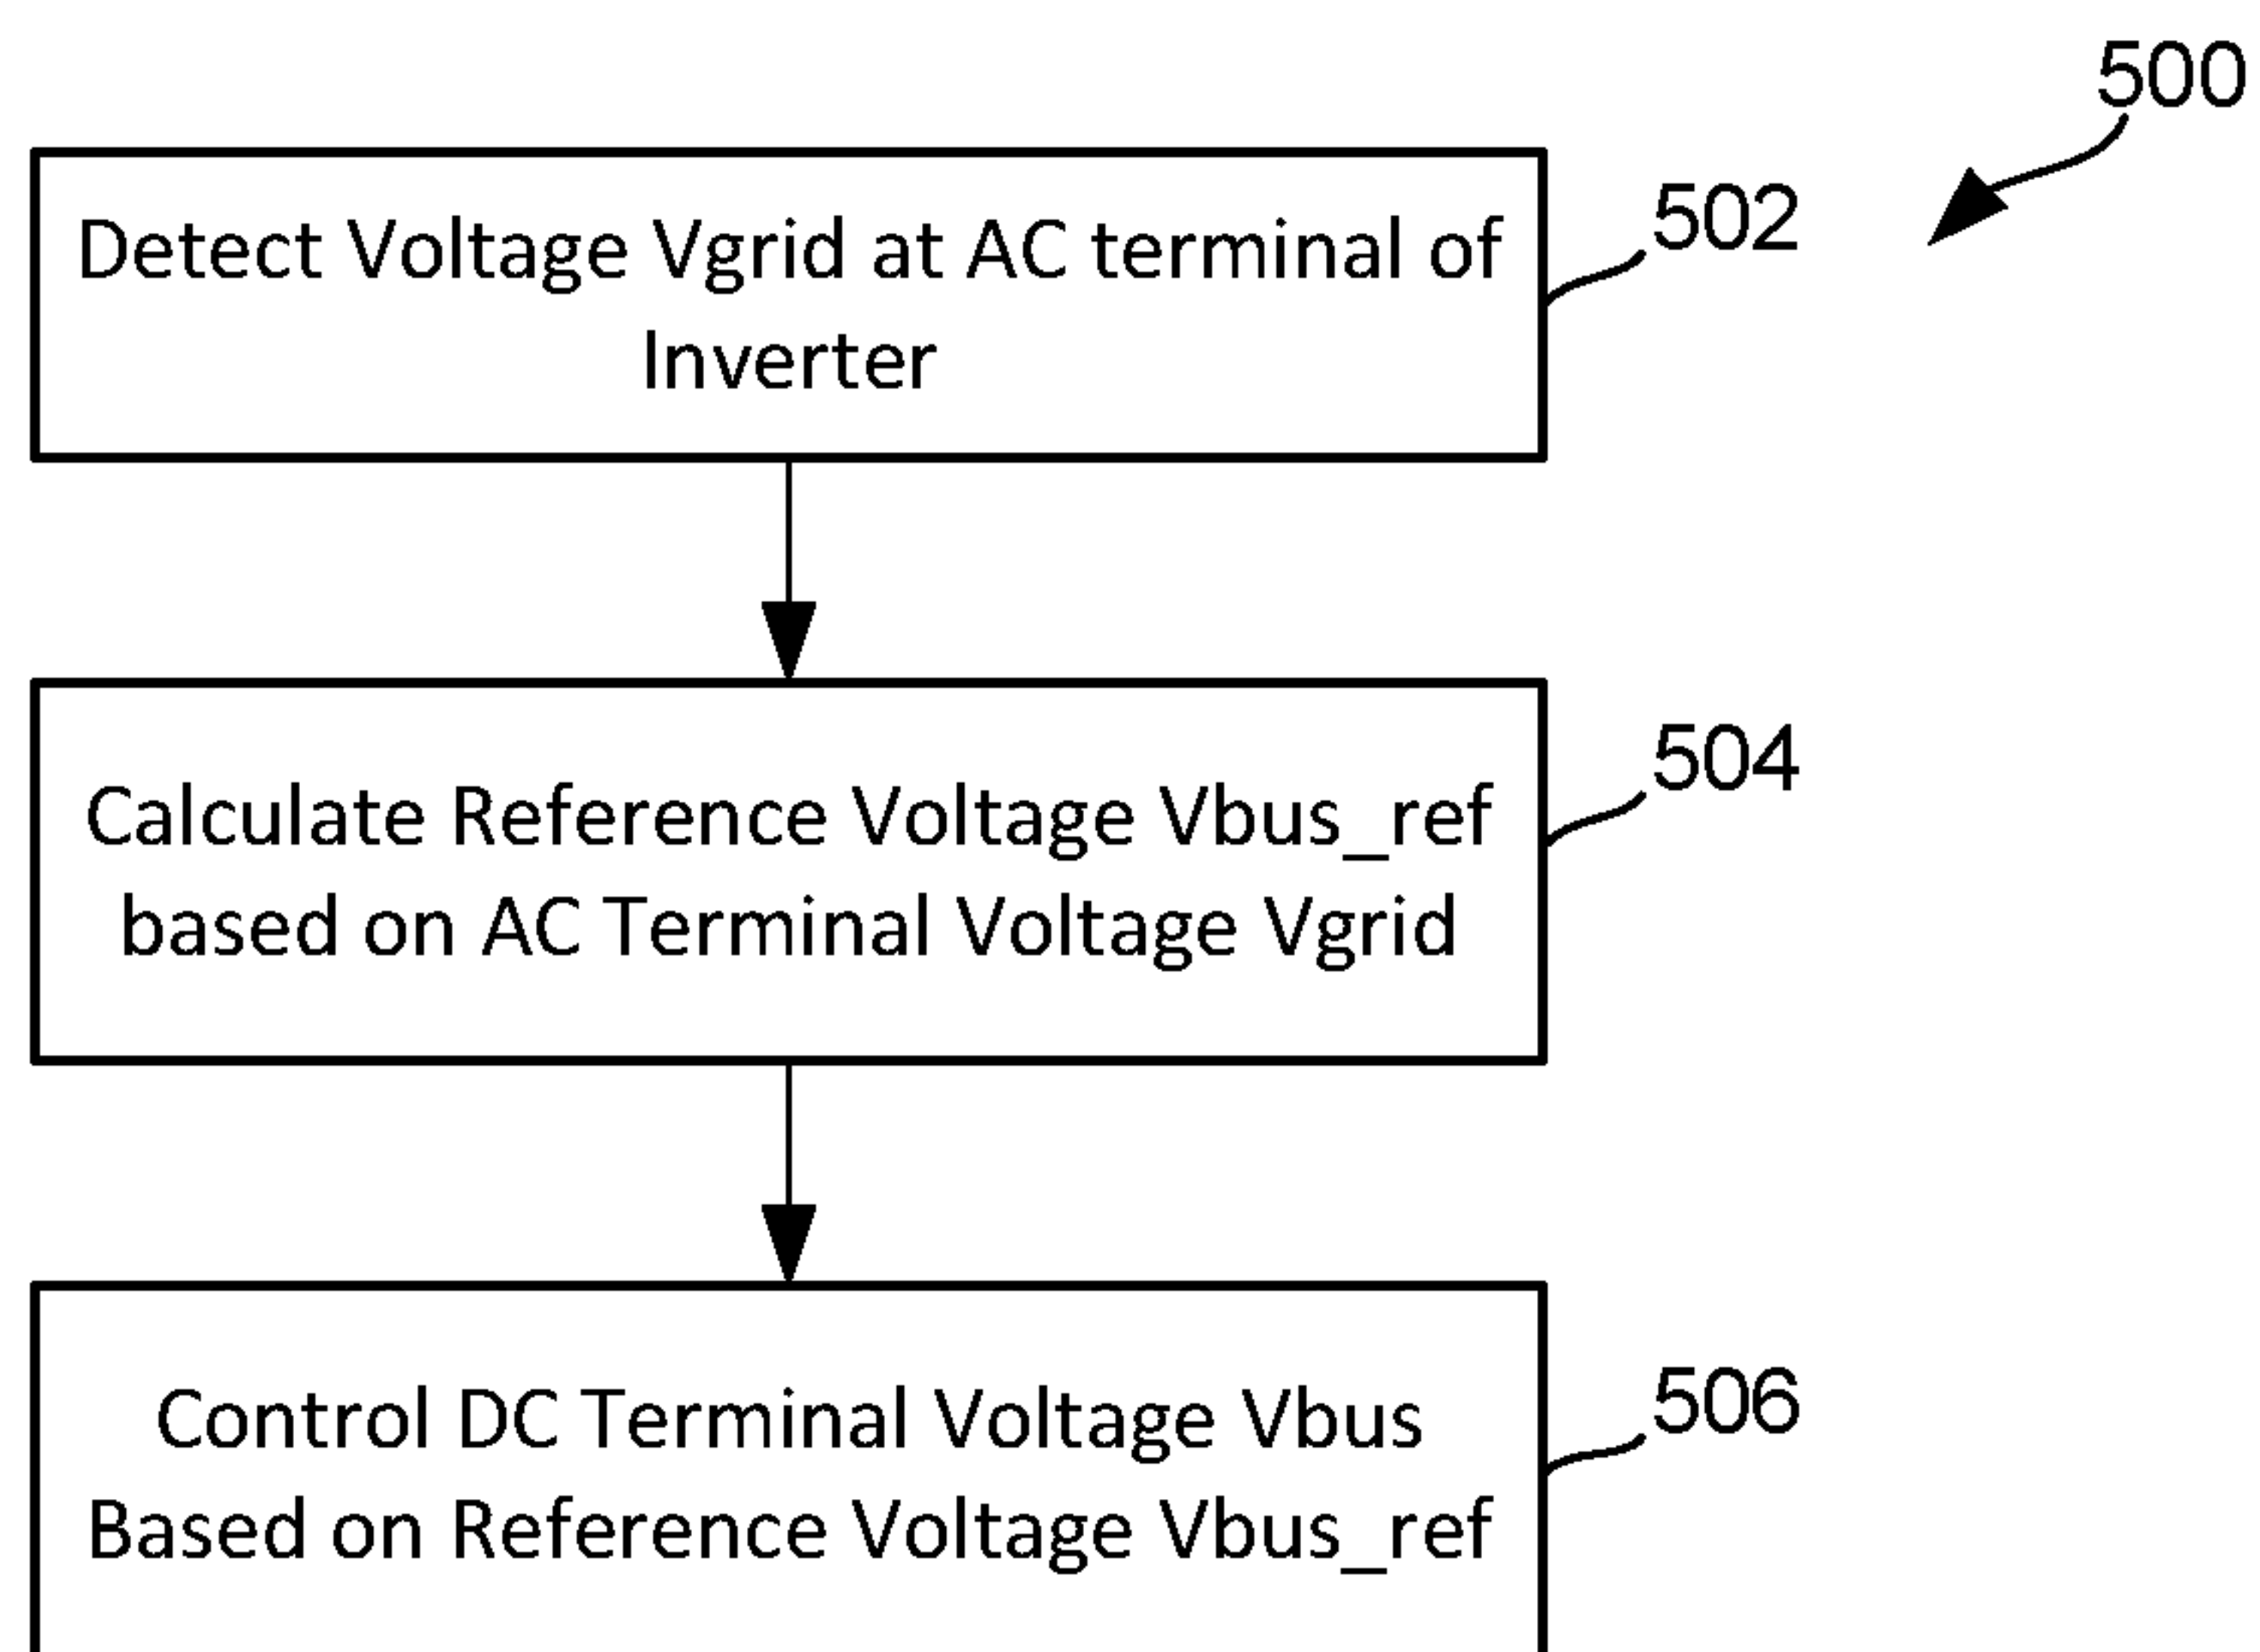 500
Detect Voltage Vgrid at AC terminal of
Inverter
502
Calculate Reference Voltage Vbus_ref
based on AC Terminal Voltage Vgrid
504
Control DC Terminal Voltage Vbus
Based on Reference Voltage Vbus_ref
506